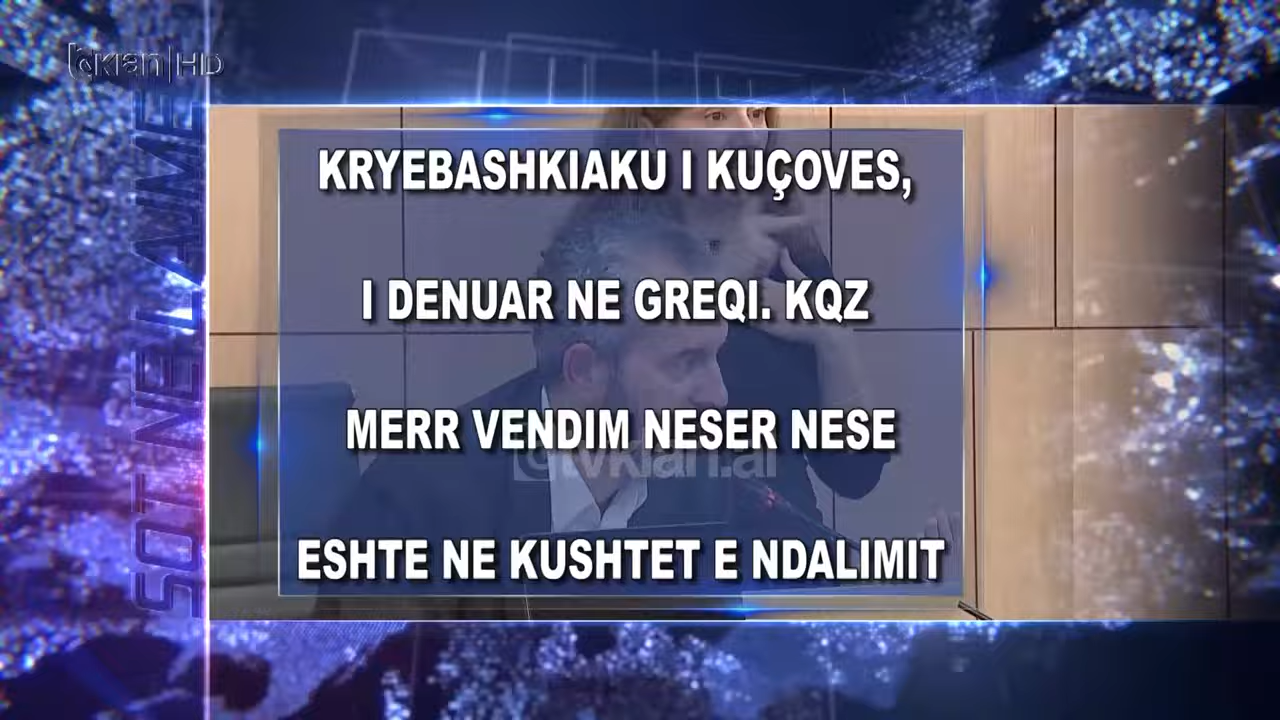 tvklan|HD
SOT NE LAJME
KRYEBASHKIAKU I KUÇOVES,
I DENUAR NE GREQI. KQZ
MERR VENDIM NESER NESE
tvklan.al
ESHTE NE KUSHTET E NDALIMIT